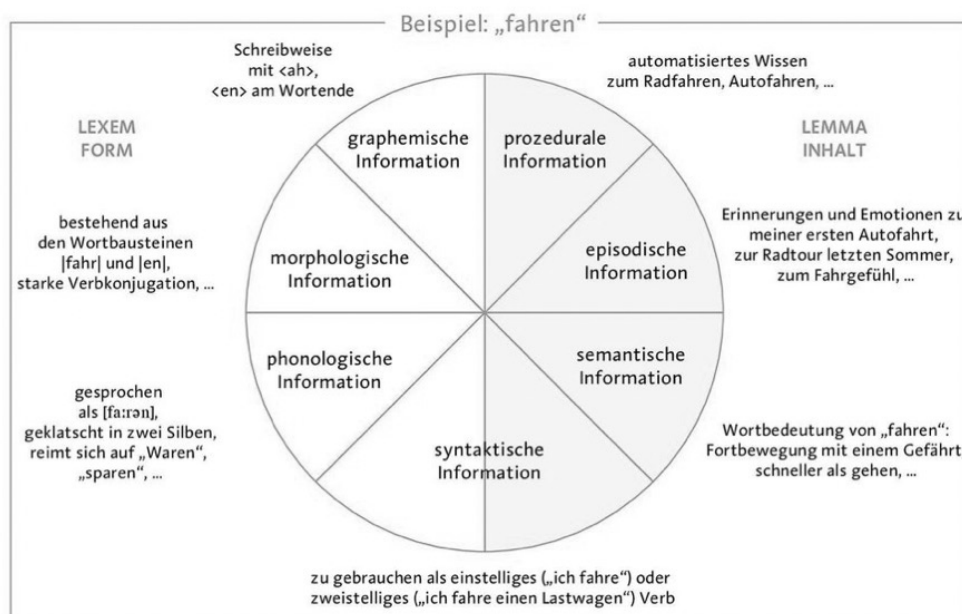 Beispiel: „fahren“
Schreibweise
mit <ah>,
<en> am Wortende
automatisiertes Wissen
zum Radfahren, Autofahren, ...
LEXEM
FORM
LEMMA
INHALT
graphemische
Information
prozedurale
Information
bestehend aus
den Wortbausteinen
|fahr| und |en|,
starke Verbkonjugation, ...
morphologische
Information
episodische
Information
Erinnerungen und Emotionen zu
meiner ersten Autofahrt,
zur Radtour letzten Sommer,
zum Fahrgefühl, ...
phonologische
Information
semantische
Information
gesprochen
als [fa:rən],
geklatscht in zwei Silben,
reimt sich auf „Waren“,
„sparen“, ...
syntaktische
Information
Wortbedeutung von „fahren“:
Fortbewegung mit einem Gefährt
schneller als gehen, ...
zu gebrauchen als einstelliges („ich fahre“) oder
zweistelliges („ich fahre einen Lastwagen“) Verb